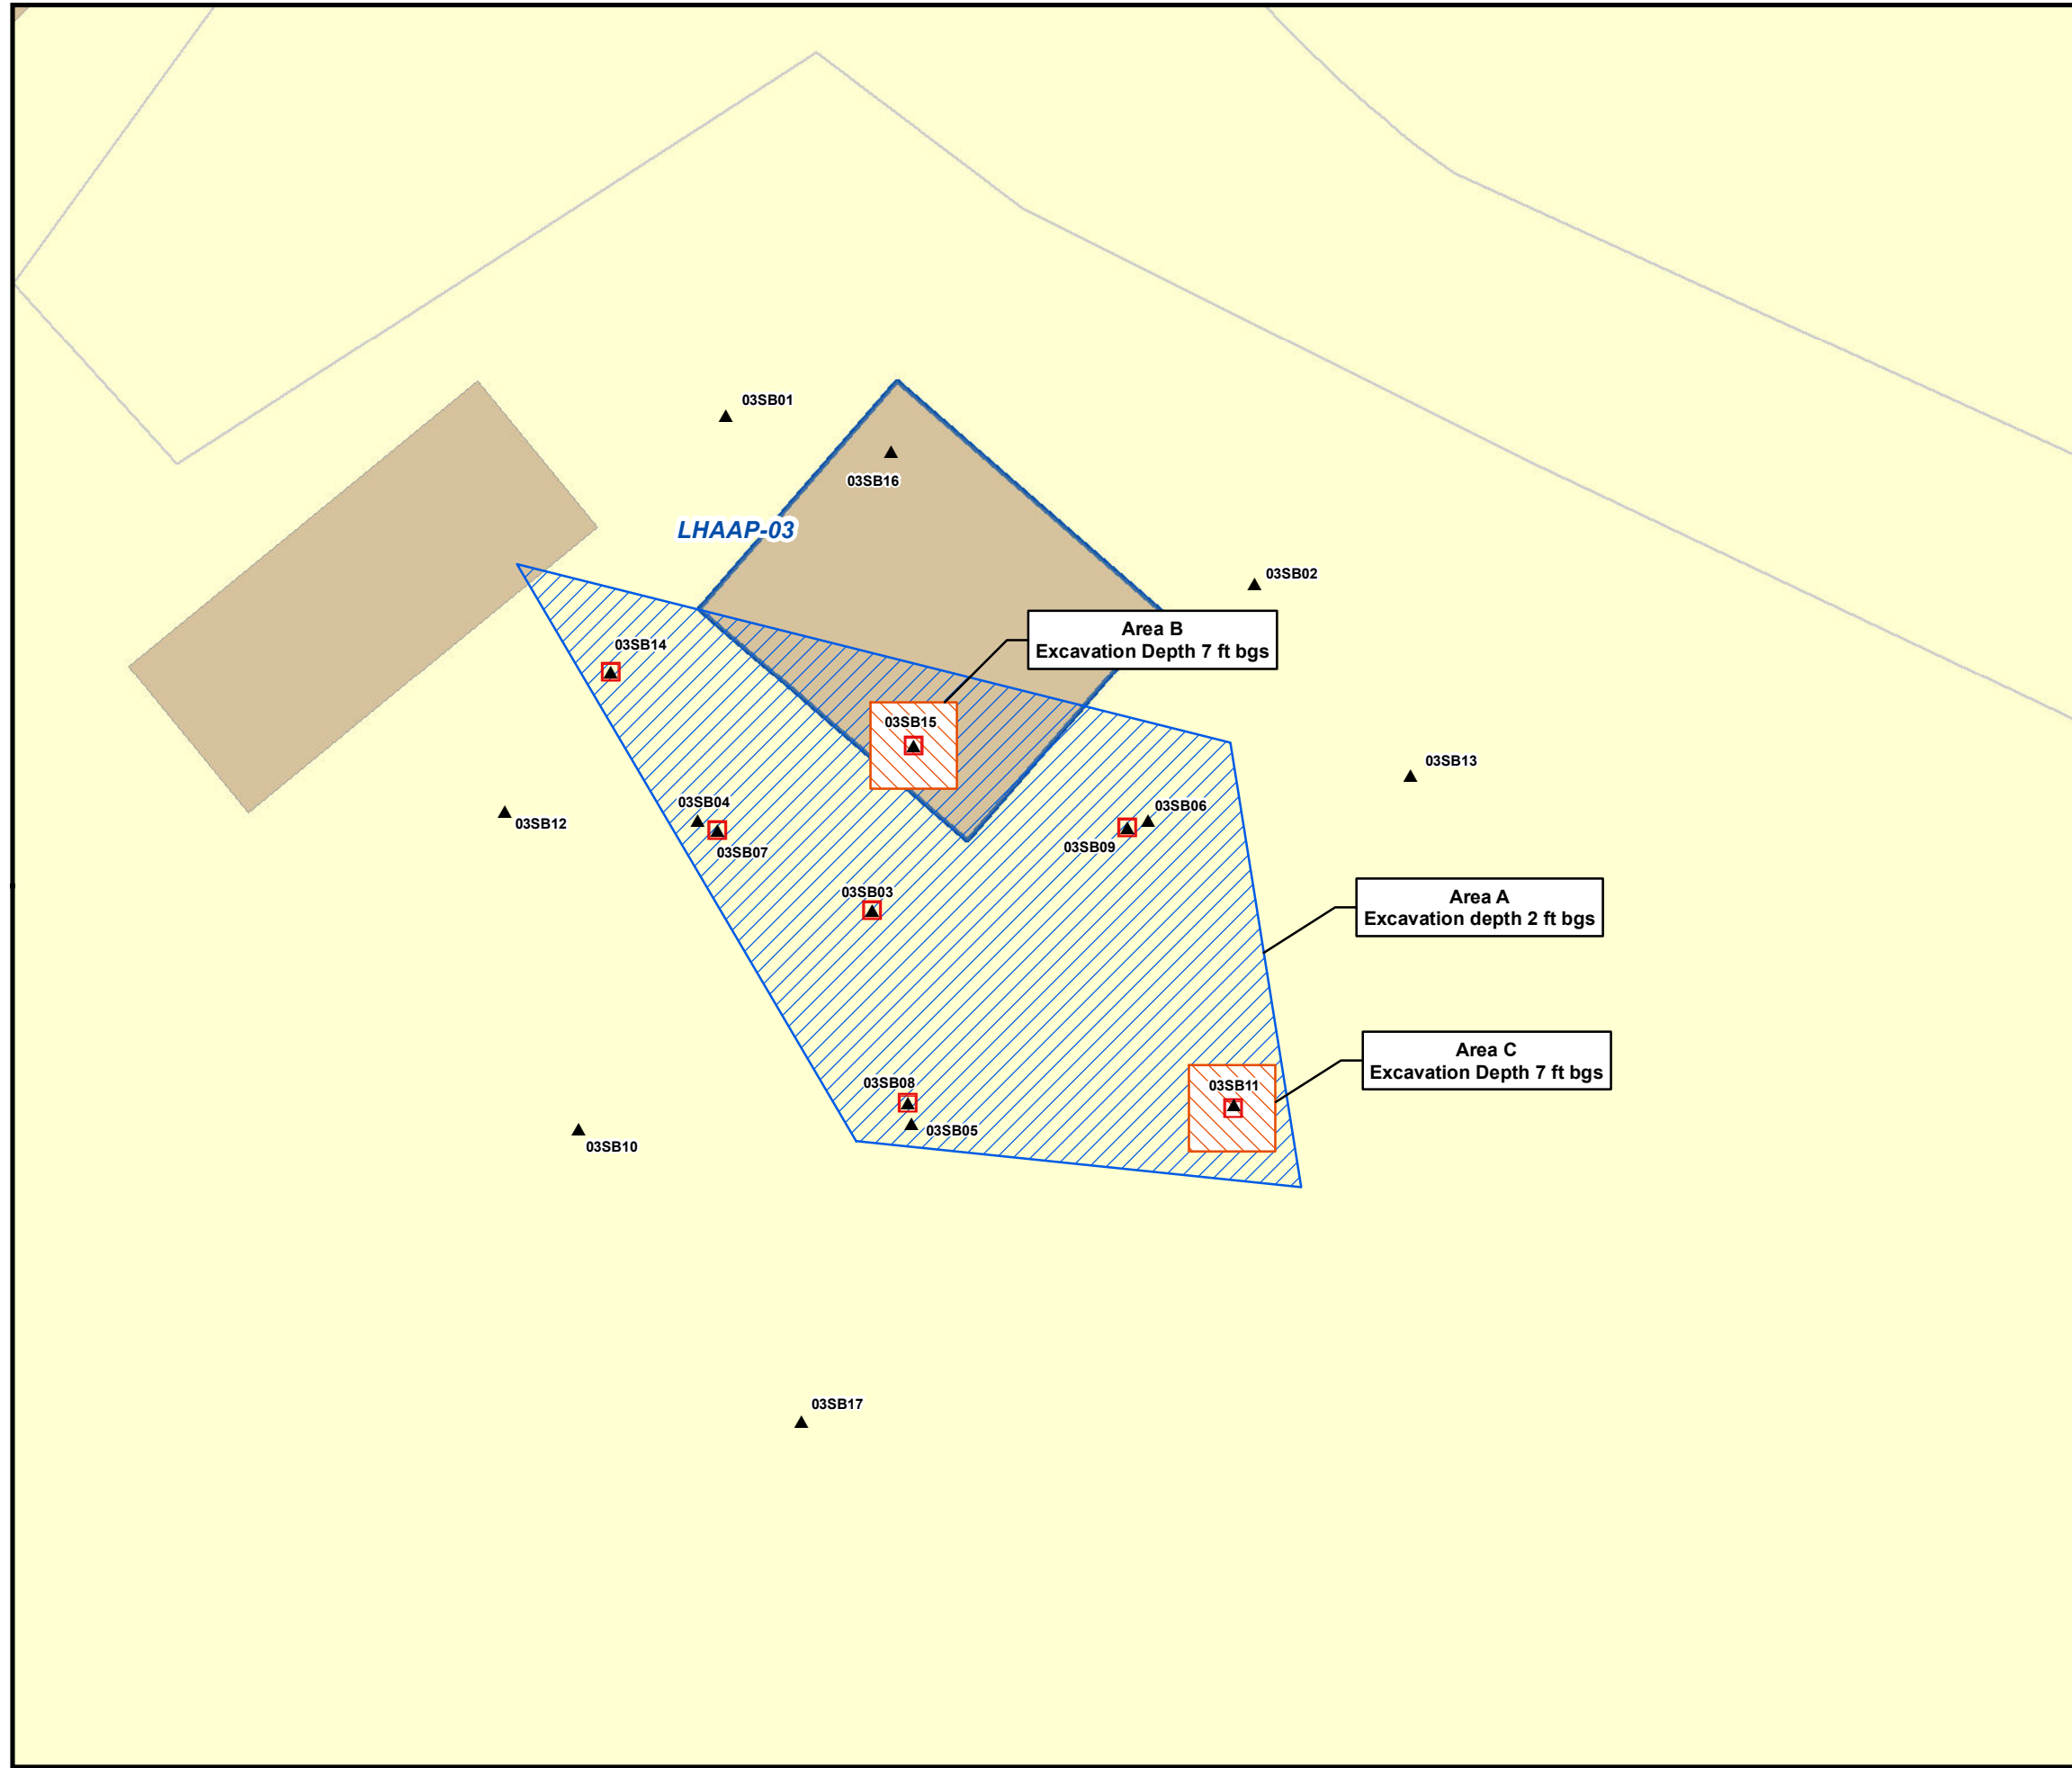 03SB01
03SB16
LHAAP-03
03SB02
Area B
Excavation Depth 7 ft bgs
03SB14
03SB15
03SB13
03SB04
03SB06
03SB12
03SB07
03SB09
03SB03
Area A
Excavation depth 2 ft bgs
Area C
Excavation Depth 7 ft bgs
03SB08
03SB11
03SB05
03SB10
03SB17